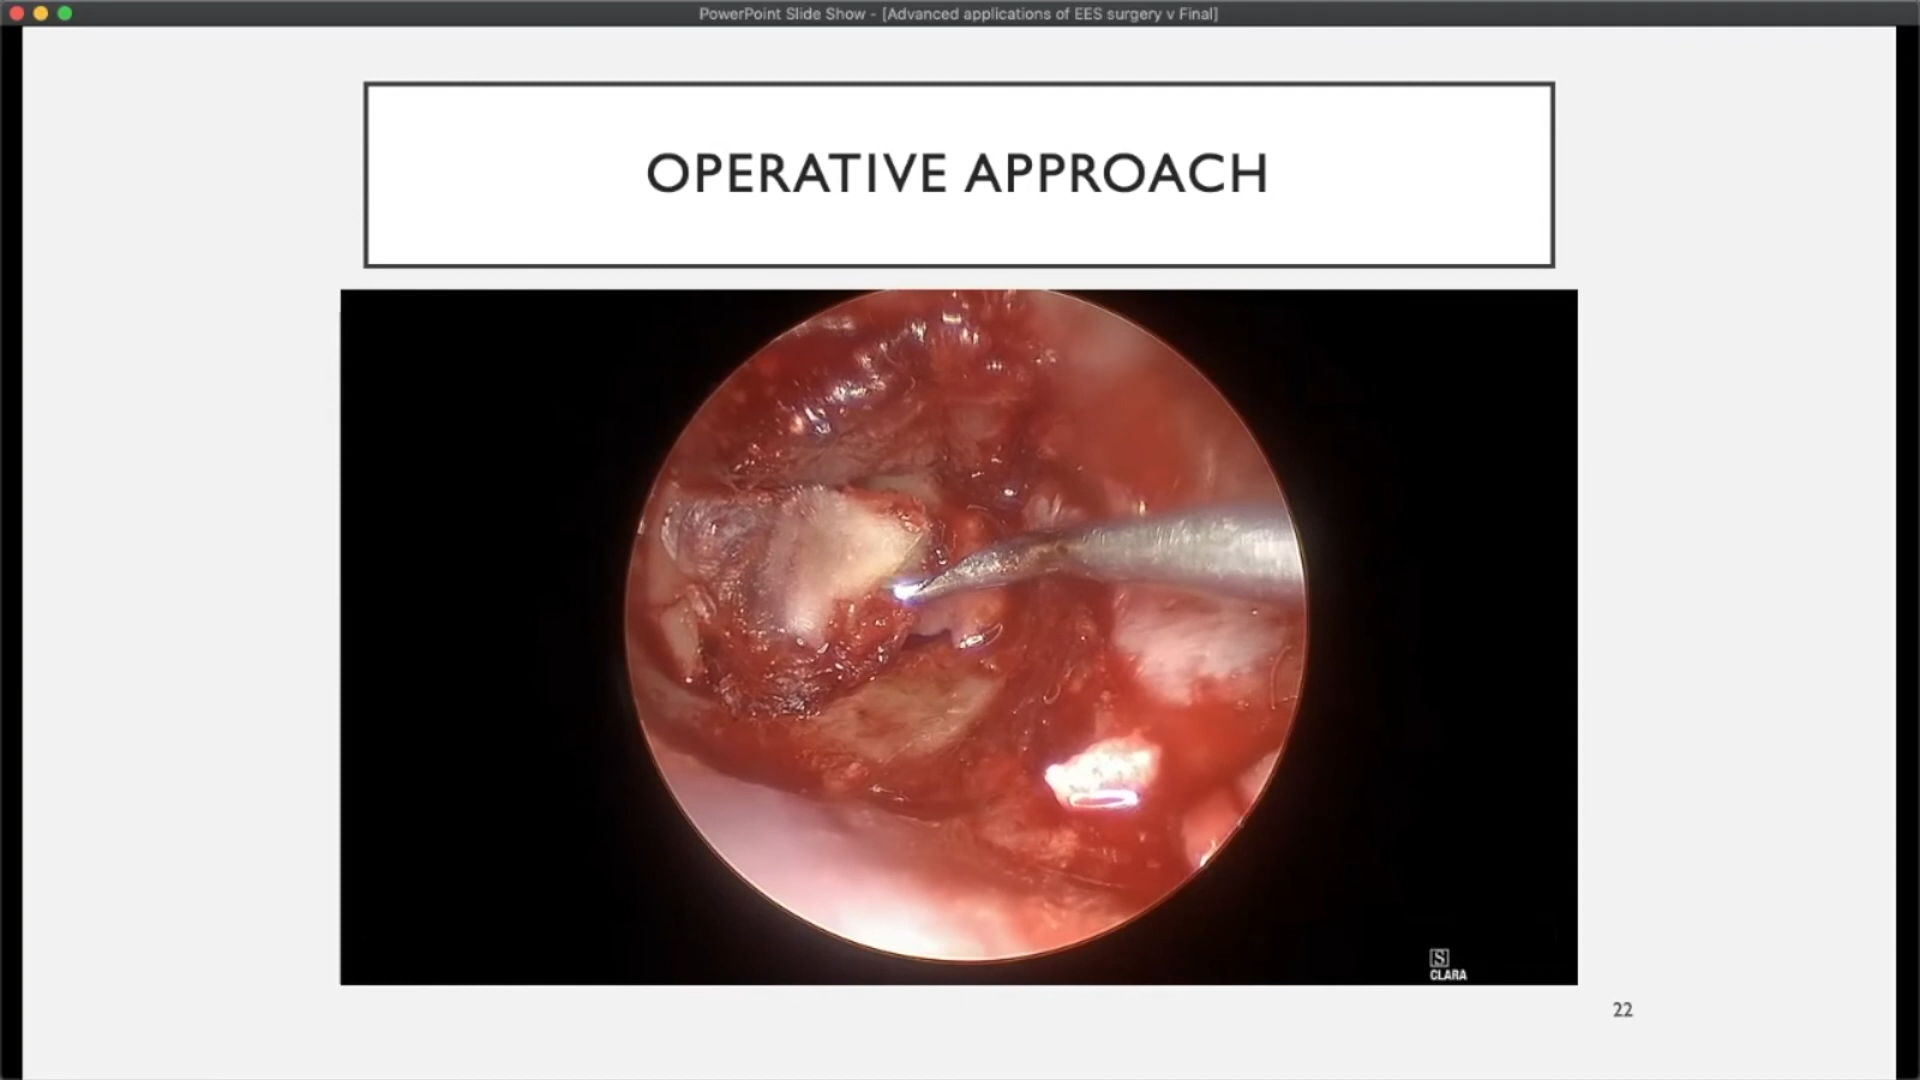 PowerPoint Slide Show - [Advanced applications of EES surgery v Final]
OPERATIVE APPROACH
S
CLARA
22